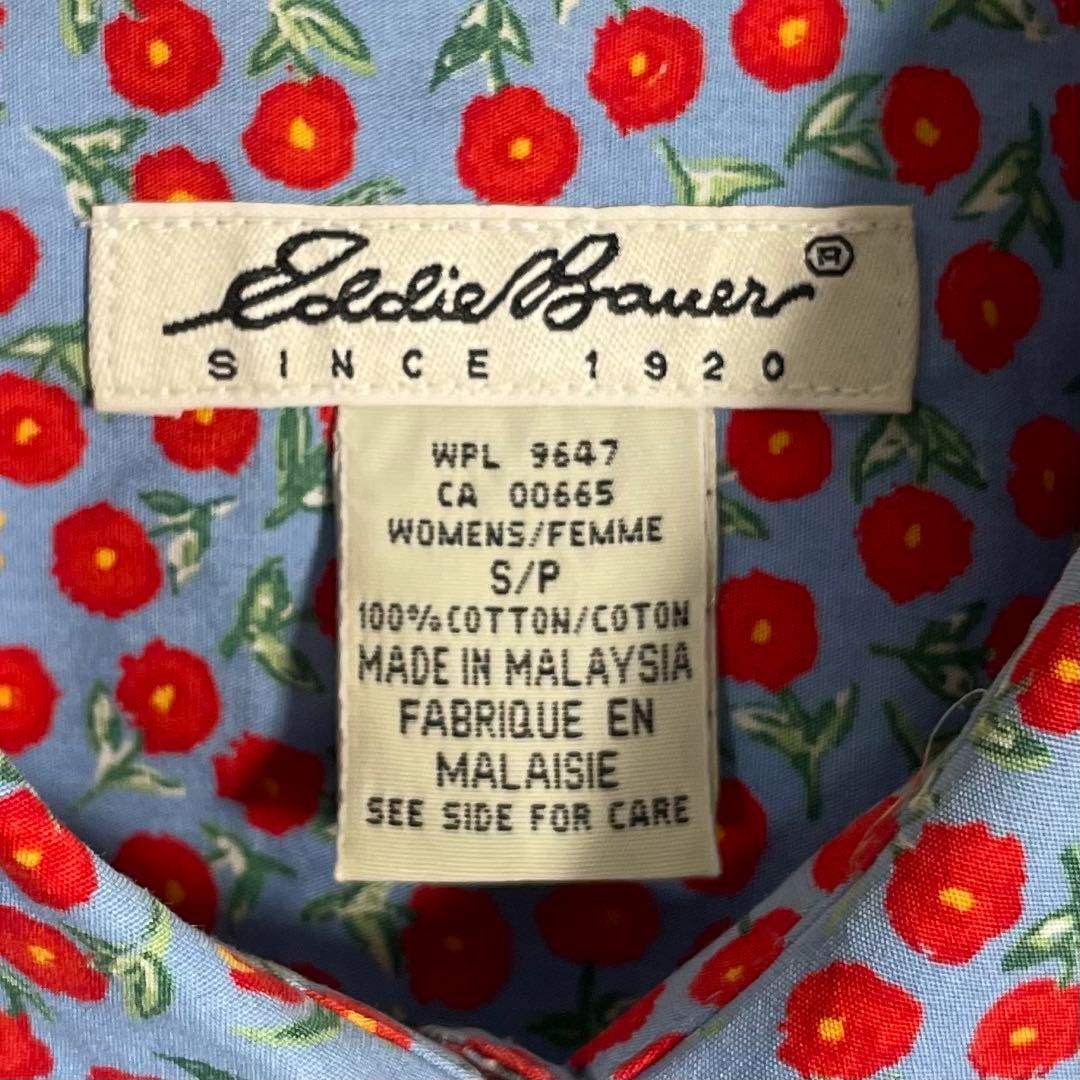 Eddie Bauer ®
SINCE 1920
WPL 9647
CA 00665
WOMENS/FEMME
S/P
100% COTTON/COTON
MADE IN MALAYSIA
FABRIQUE EN
MALAISIE
SEE SIDE FOR CARE